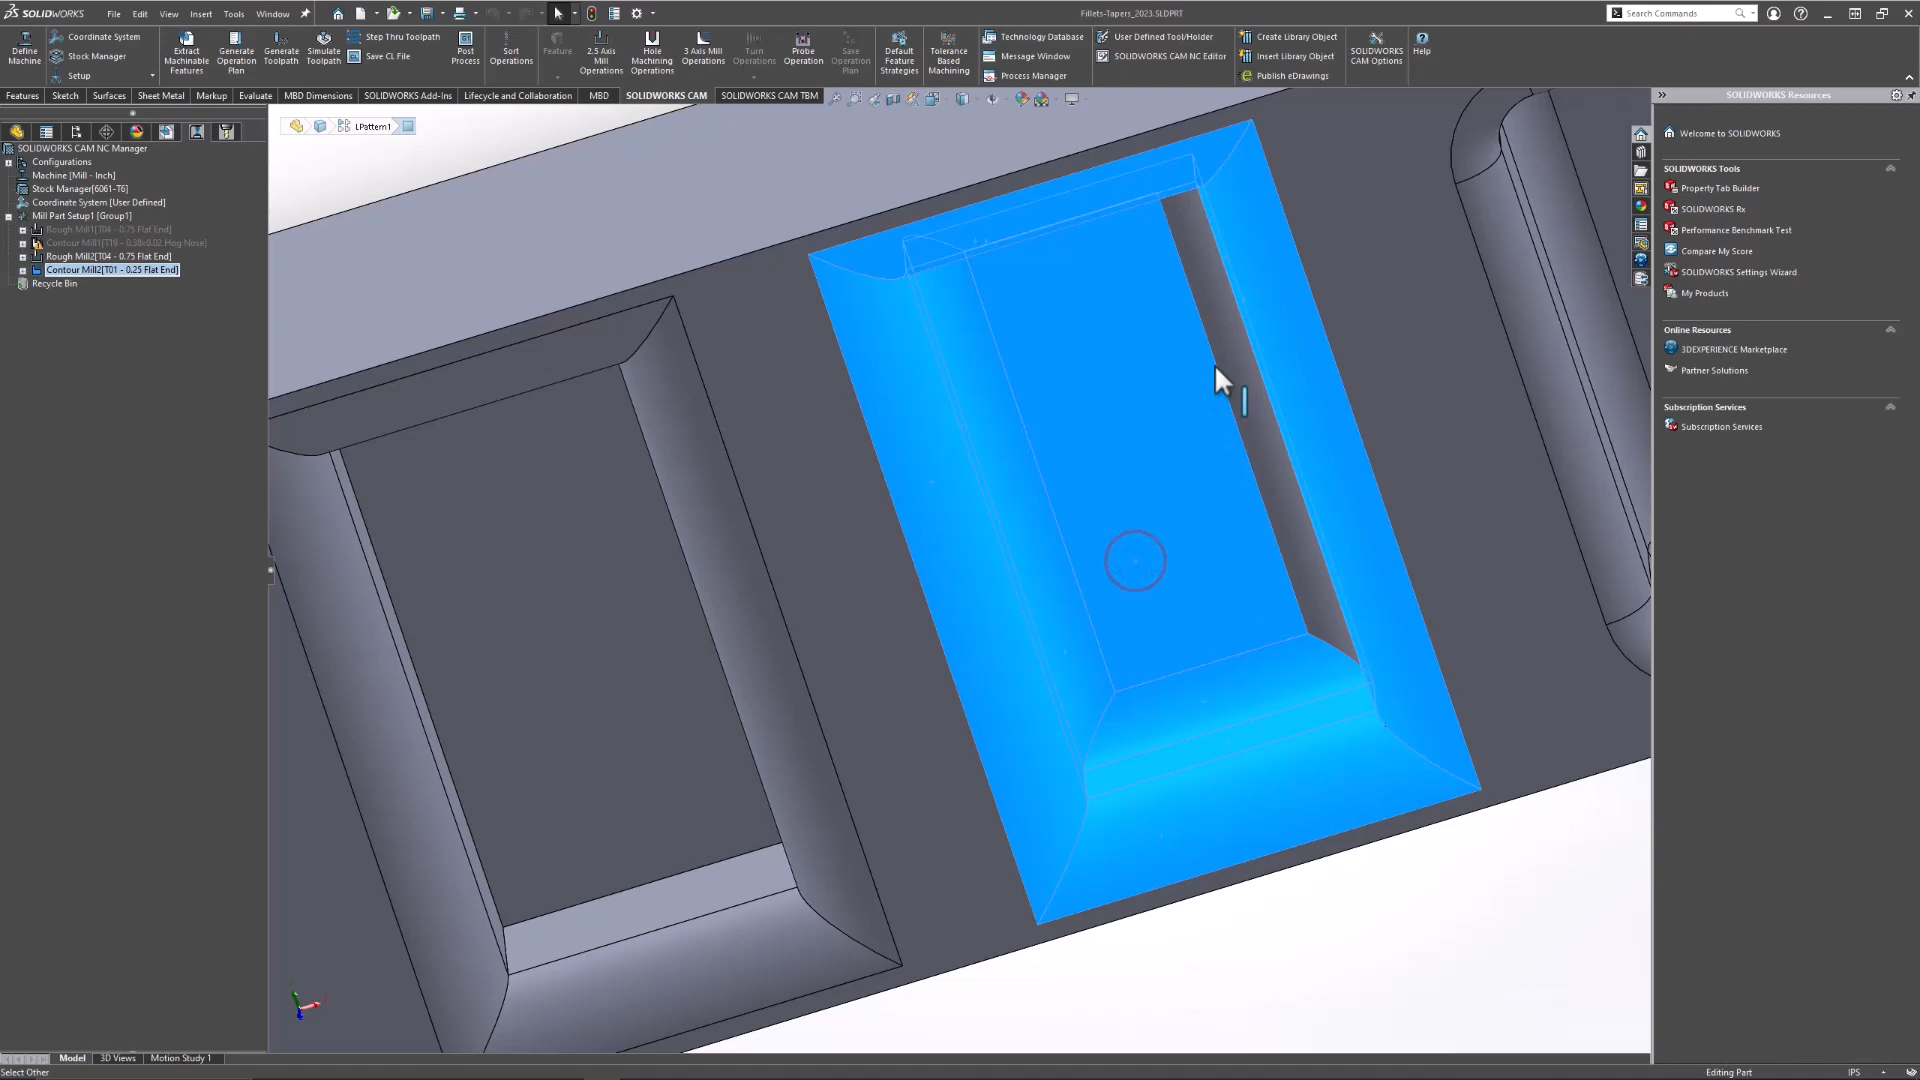 SOLIDWORKS File Edit View Insert Tools Window Fillets-Tapers_2023.SLDPRT Search Commands
Define Machine
Coordinate System
Stock Manager
Setup
Extract Machinable Features
Generate Operation Plan
Generate Toolpath
Simulate Toolpath
Step Thru Toolpath
Save CL File
Post Process
Sort Operations
Feature
2.5 Axis Mill Operations
Hole Machining Operations
3 Axis Mill Operations
Turn Operations
Probe Operation
Save Operation Plan
Default Feature Strategies
Tolerance Based Machining
Technology Database
Message Window
Process Manager
User Defined Tool/Holder
SOLIDWORKS CAM NC Editor
Create Library Object
Insert Library Object
Publish eDrawings
SOLIDWORKS CAM Options
Help
Features Sketch Surfaces Sheet Metal Markup Evaluate MBD Dimensions SOLIDWORKS Add-Ins Lifecycle and Collaboration MBD SOLIDWORKS CAM SOLIDWORKS CAM TBM
LPattern1
SOLIDWORKS CAM NC Manager
Configurations
Machine [Mill - Inch]
Stock Manager[6061-T6]
Coordinate System [User Defined]
Mill Part Setup1 [Group1]
Rough Mill1[T04 - 0.75 Flat End]
Contour Mill1[T19 - 0.38x0.02 Hog Nose]
Rough Mill2[T04 - 0.75 Flat End]
Contour Mill2[T01 - 0.25 Flat End]
Recycle Bin
SOLIDWORKS Resources
Welcome to SOLIDWORKS
SOLIDWORKS Tools
Property Tab Builder
SOLIDWORKS Rx
Performance Benchmark Test
Compare My Score
SOLIDWORKS Settings Wizard
My Products
Online Resources
3DEXPERIENCE Marketplace
Partner Solutions
Subscription Services
Subscription Services
Model 3D Views Motion Study 1
Select Other Editing Part IPS